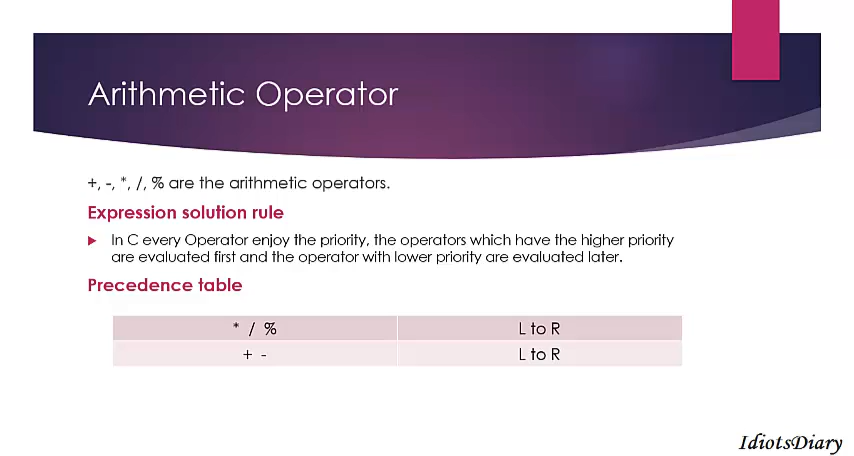 Arithmetic Operator
+, -, *, /, % are the arithmetic operators.
Expression solution rule
In C every Operator enjoy the priority, the operators which have the higher priority
are evaluated first and the operator with lower priority are evaluated later.
Precedence table
* / % L to R
+ - L to R
IdiotsDiary